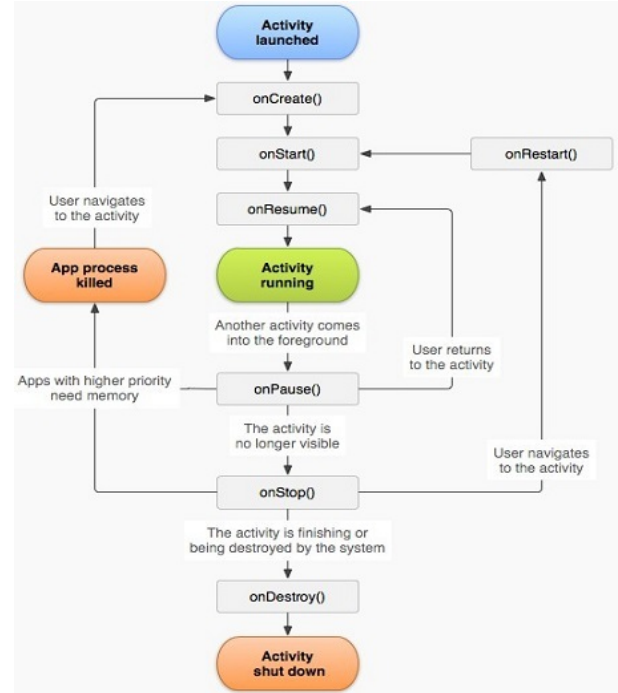 Activity
launched
onCreate()
onStart()
onRestart()
User navigates
to the activity
onResume()
App process
killed
Activity
running
Another activity comes
into the foreground
User returns
to the activity
Apps with higher priority
need memory
onPause()
The activity is
no longer visible
User navigates
to the activity
onStop()
The activity is finishing or
being destroyed by the system
onDestroy()
Activity
shut down